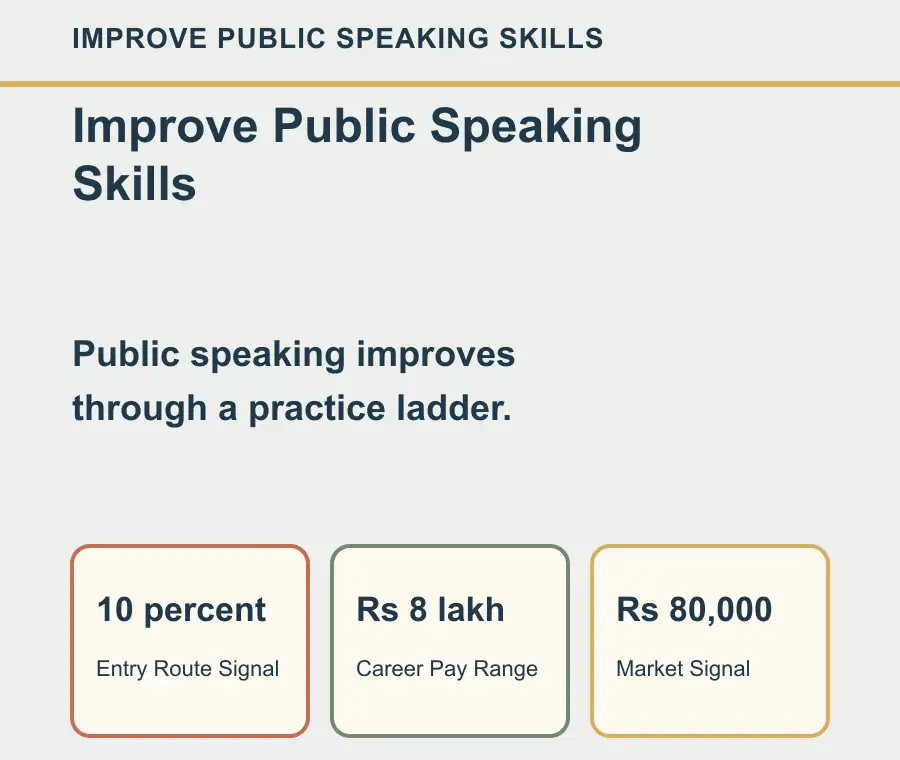 IMPROVE PUBLIC SPEAKING SKILLS
Improve Public Speaking
Skills
Public speaking improves
through a practice ladder.
10 percent
Entry Route Signal
Rs 8 lakh
Career Pay Range
Rs 80,000
Market Signal